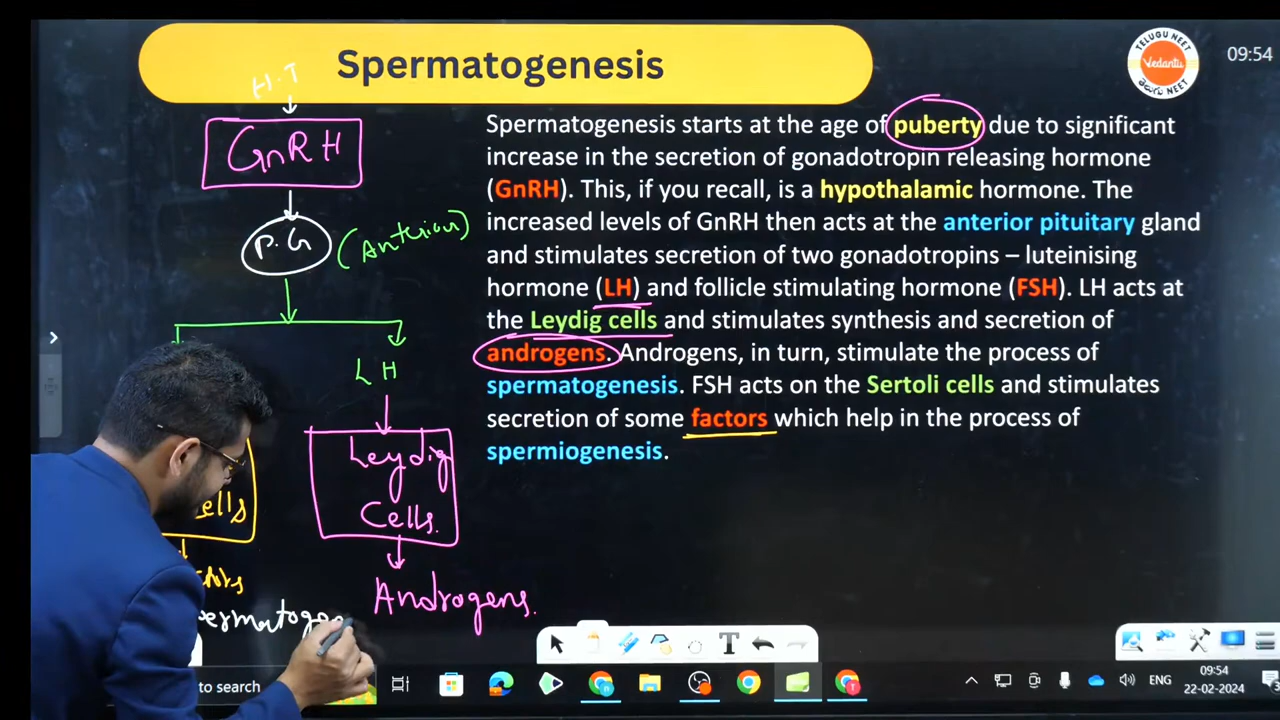 Spermatogenesis
TELUGU NEET
Vedantu
తెలుగు NEET
09:54
H.T
GnRH
P.G
(Anterior)
LH
Leydig
Cells.
Androgens.
Spermatogenesis starts at the age of puberty due to significant
increase in the secretion of gonadotropin releasing hormone
(GnRH). This, if you recall, is a hypothalamic hormone. The
increased levels of GnRH then acts at the anterior pituitary gland
and stimulates secretion of two gonadotropins – luteinising
hormone (LH) and follicle stimulating hormone (FSH). LH acts at
the Leydig cells and stimulates synthesis and secretion of
androgens. Androgens, in turn, stimulate the process of
spermatogenesis. FSH acts on the Sertoli cells and stimulates
secretion of some factors which help in the process of
spermiogenesis.
ells
ermatoge
T
to search
ENG
09:54
22-02-2024